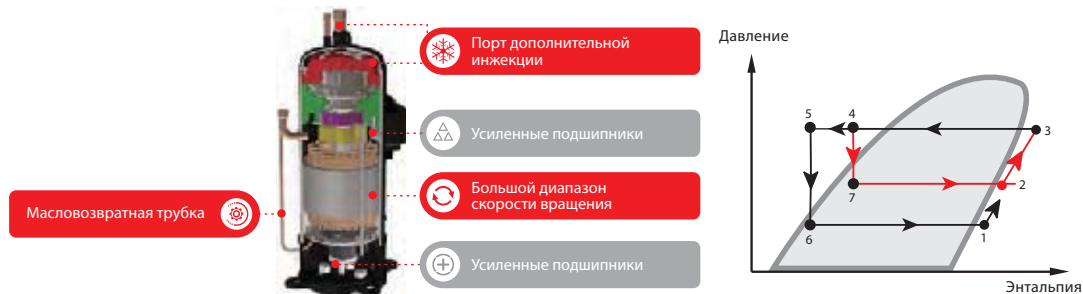 Порт дополнительной
инжекции
Усиленные подшипники
Большой диапазон
скорости вращения
Масловозвратная трубка
Усиленные подшипники
Давление
5
4
3
2
7
6
1
Энтальпия